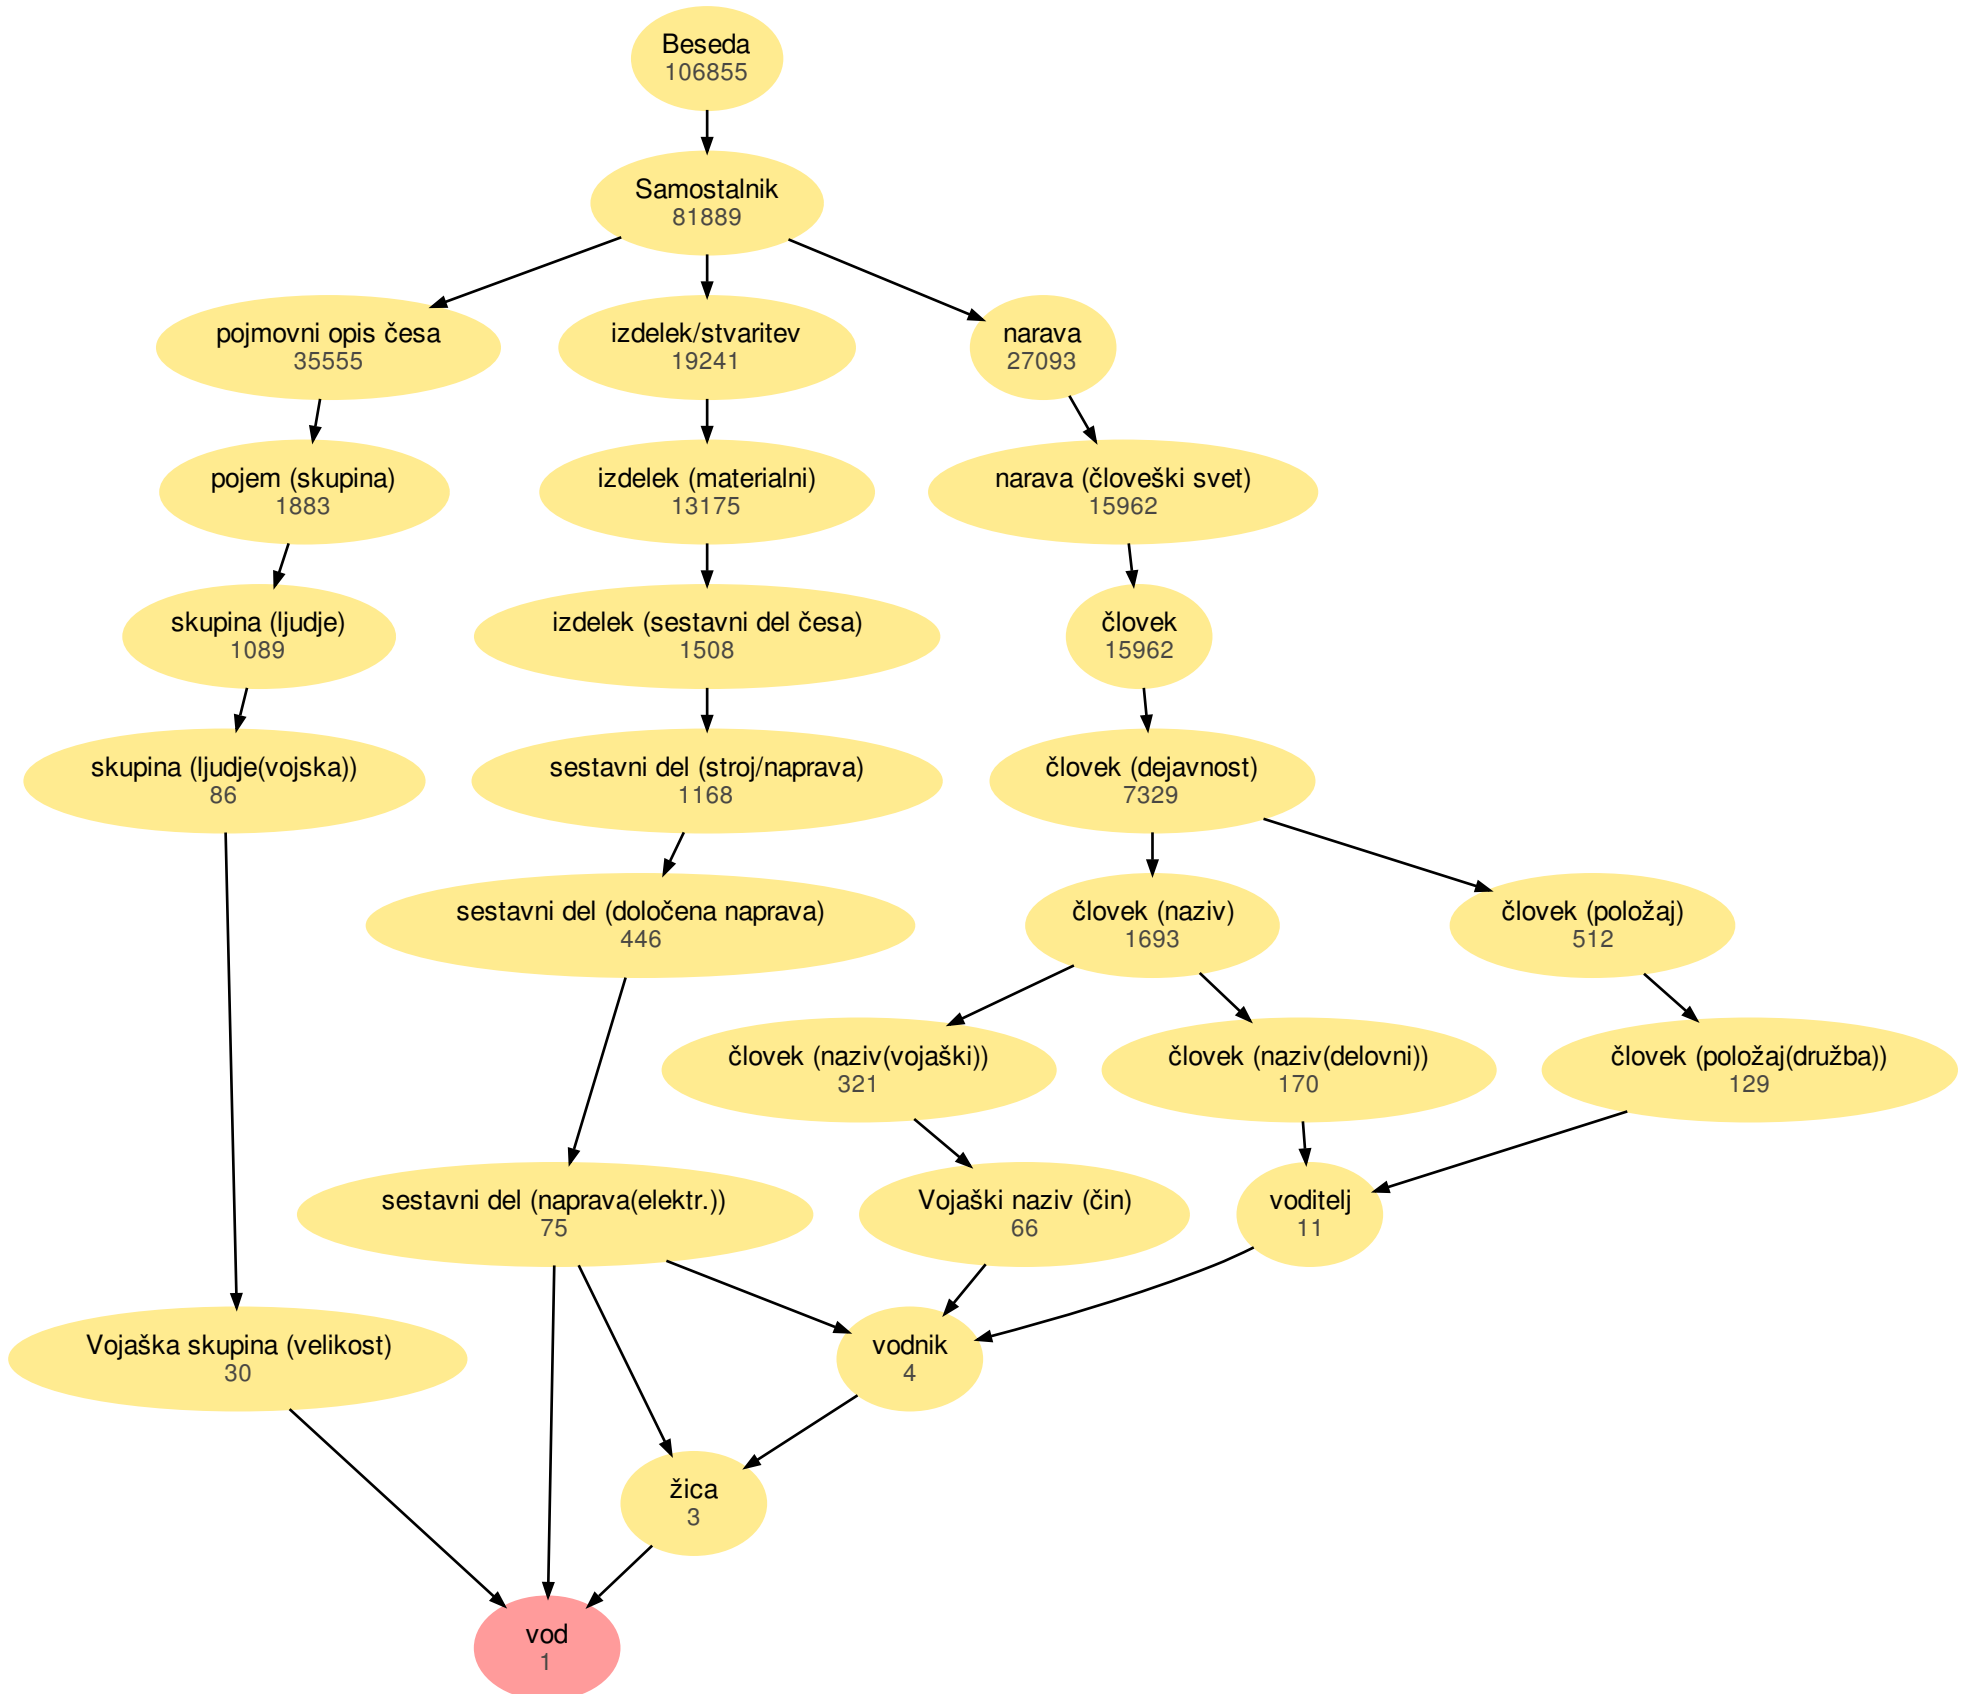 Beseda
106855
Samostalnik
81889
pojmovni opis česa
35555
izdelek/stvaritev
19241
narava
27093
pojem (skupina)
1883
izdelek (materialni)
13175
narava (človeški svet)
15962
skupina (ljudje)
1089
izdelek (sestavni del česa)
1508
človek
15962
skupina (ljudje(vojska))
86
sestavni del (stroj/naprava)
1168
človek (dejavnost)
7329
sestavni del (določena naprava)
446
človek (naziv)
1693
človek (položaj)
512
človek (naziv(vojaški))
321
človek (naziv(delovni))
170
človek (položaj(družba))
129
sestavni del (naprava(elektr.))
75
Vojaški naziv (čin)
66
voditelj
11
Vojaška skupina (velikost)
30
vodnik
4
žica
3
vod
1